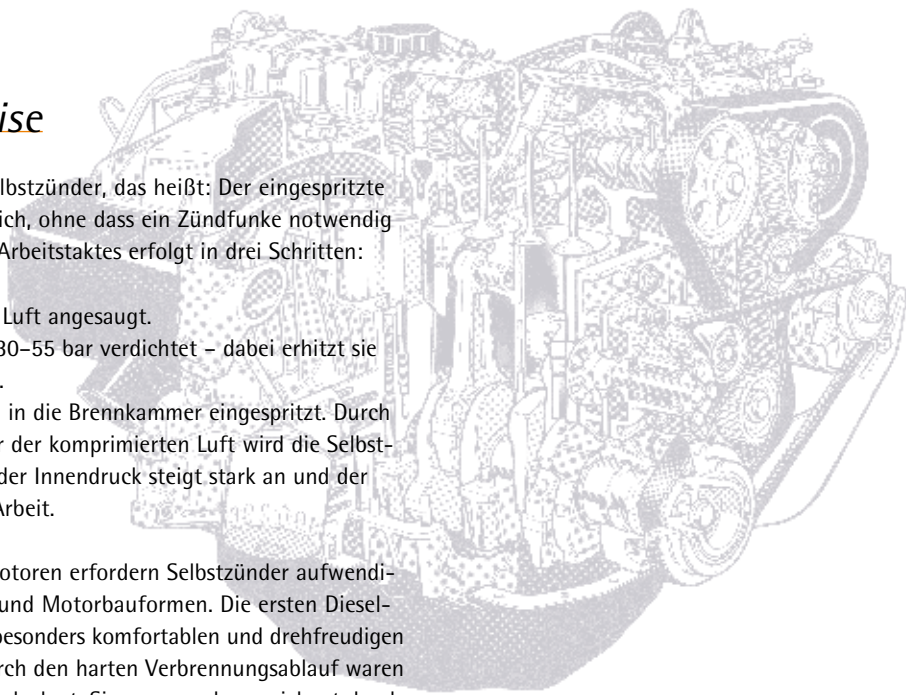 ise
lbstzünder, das heißt: Der eingespritzte
ich, ohne dass ein Zündfunke notwendig
Arbeitstaktes erfolgt in drei Schritten:
Luft angesaugt.
30–55 bar verdichtet – dabei erhitzt sie
.
in die Brennkammer eingespritzt. Durch
r der komprimierten Luft wird die Selbst-
der Innendruck steigt stark an und der
Arbeit.
otoren erfordern Selbstzünder aufwendi-
und Motorbauformen. Die ersten Diesel-
besonders komfortablen und drehfreudigen
rch den harten Verbrennungsablauf waren